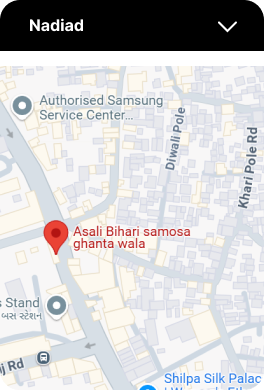 Nadiad
Authorised Samsung
Service Center...
Diwali Pole
Khari Pole Rd
Asali Bihari samosa
ghanta wala
s Stand
બસ સ્ટેશન
j Rd
Shilpa Silk Palac